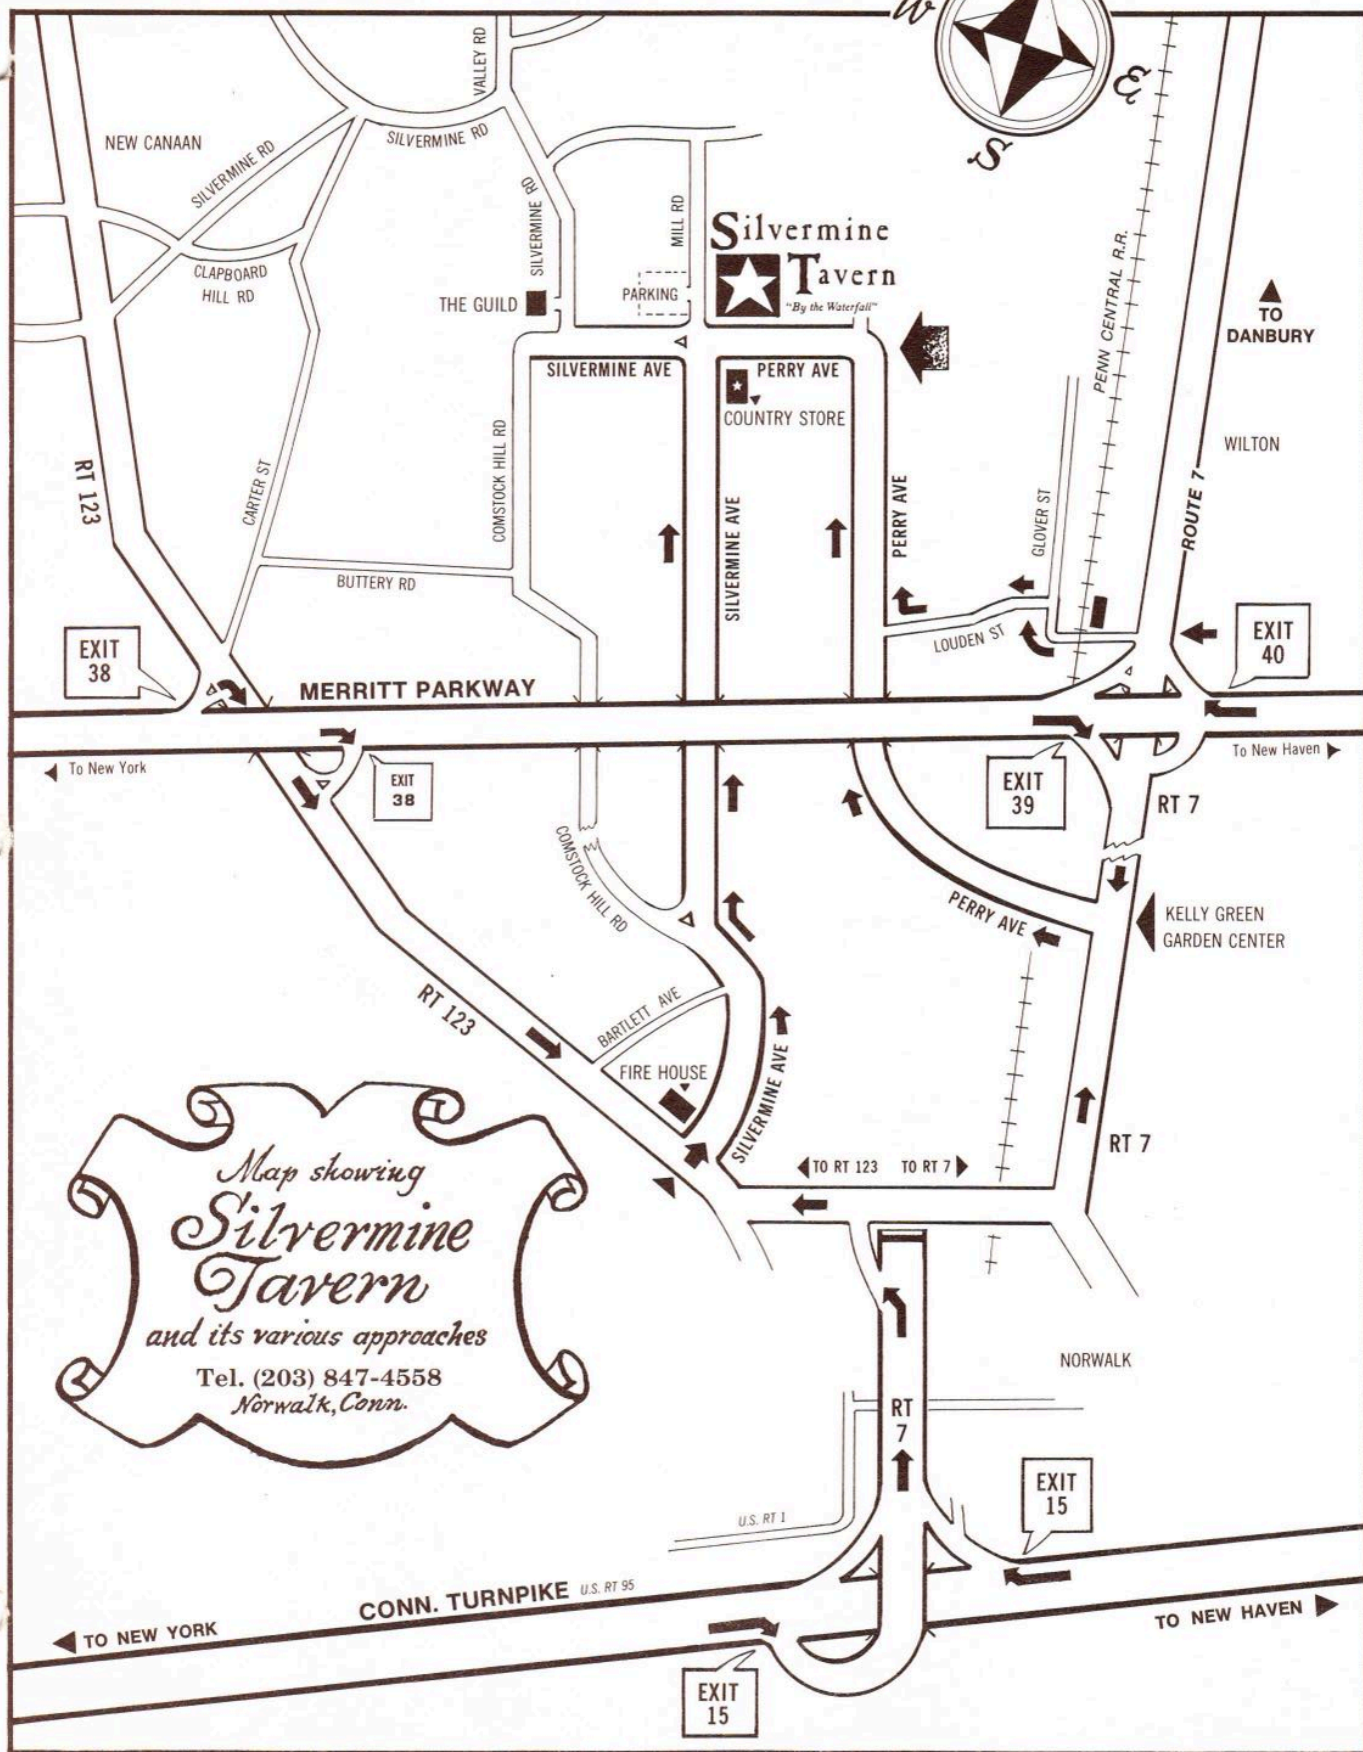 W
E
S
VALLEY RD
NEW CANAAN
SILVERMINE RD
SILVERMINE RD
SILVERMINE RD
MILL RD
Silvermine
Tavern
"By the Waterfall"
CLAPBOARD
HILL RD
THE GUILD
PARKING
PENN CENTRAL R.R.
TO
DANBURY
SILVERMINE AVE
PERRY AVE
COUNTRY STORE
WILTON
RT 123
CARTER ST
COMSTOCK HILL RD
SILVERMINE AVE
PERRY AVE
GLOVER ST
ROUTE 7
BUTTERY RD
LOUDEN ST
EXIT
38
EXIT
40
MERRITT PARKWAY
To New York
To New Haven
EXIT
38
EXIT
39
RT 7
COMSTOCK HILL RD
PERRY AVE
KELLY GREEN
GARDEN CENTER
RT 123
BARTLETT AVE
FIRE HOUSE
SILVERMINE AVE
RT 7
TO RT 123 TO RT 7
Map showing
Silvermine
Tavern
and its various approaches
Tel. (203) 847-4558
Norwalk, Conn.
NORWALK
RT
7
EXIT
15
U.S. RT 1
CONN. TURNPIKE U.S. RT 95
TO NEW YORK
TO NEW HAVEN
EXIT
15